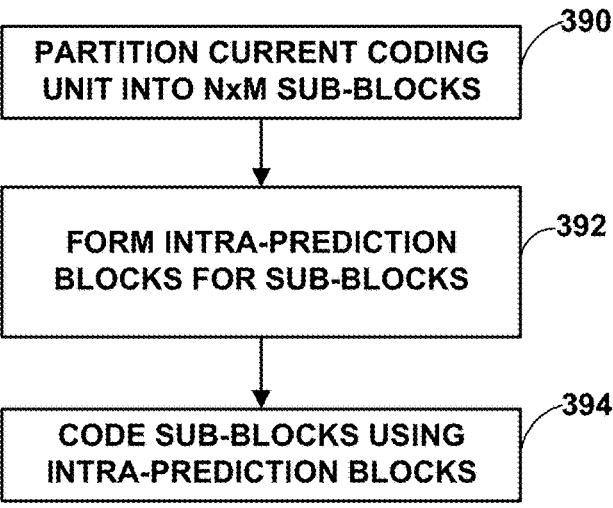 390
PARTITION CURRENT CODING
UNIT INTO NxM SUB-BLOCKS
392
FORM INTRA-PREDICTION
BLOCKS FOR SUB-BLOCKS
394
CODE SUB-BLOCKS USING
INTRA-PREDICTION BLOCKS